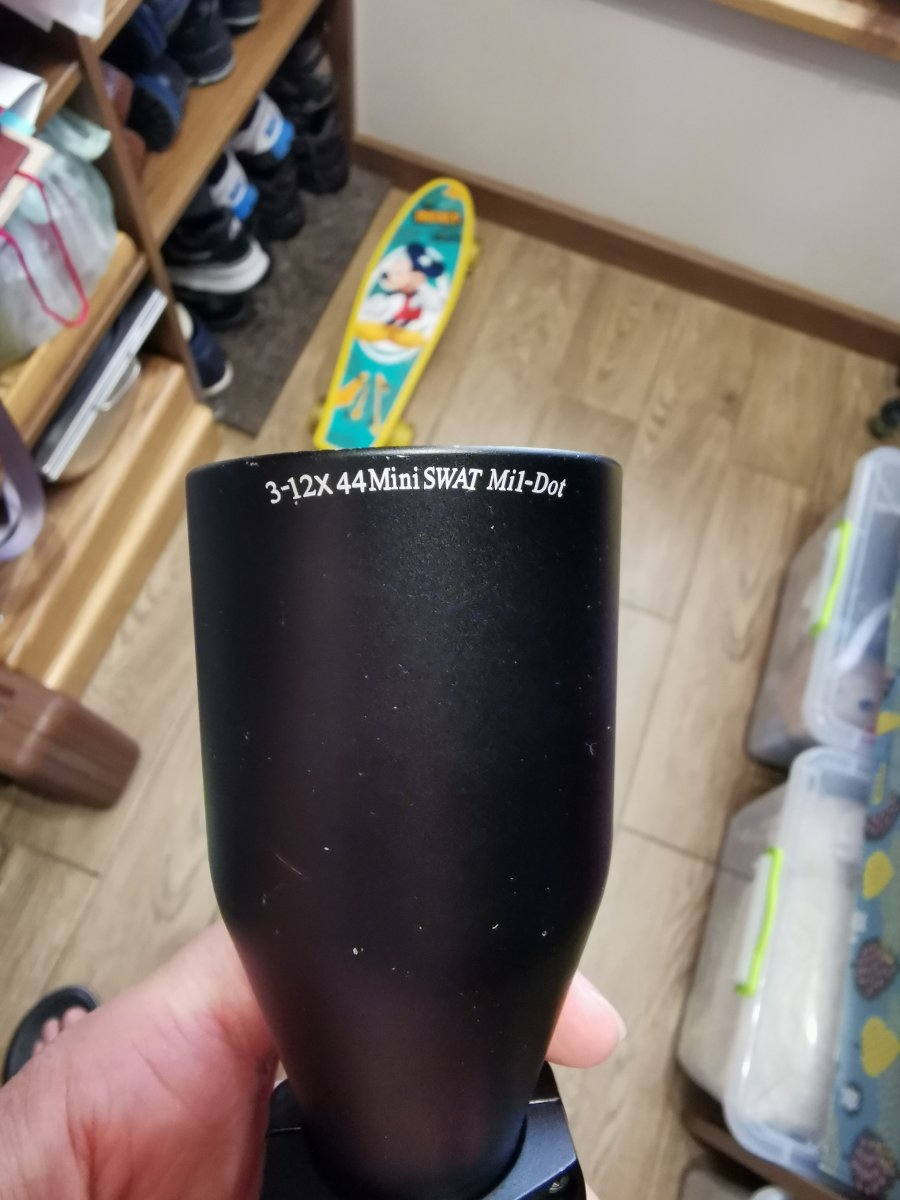 3-12X 44 Mini SWAT Mil-Dot